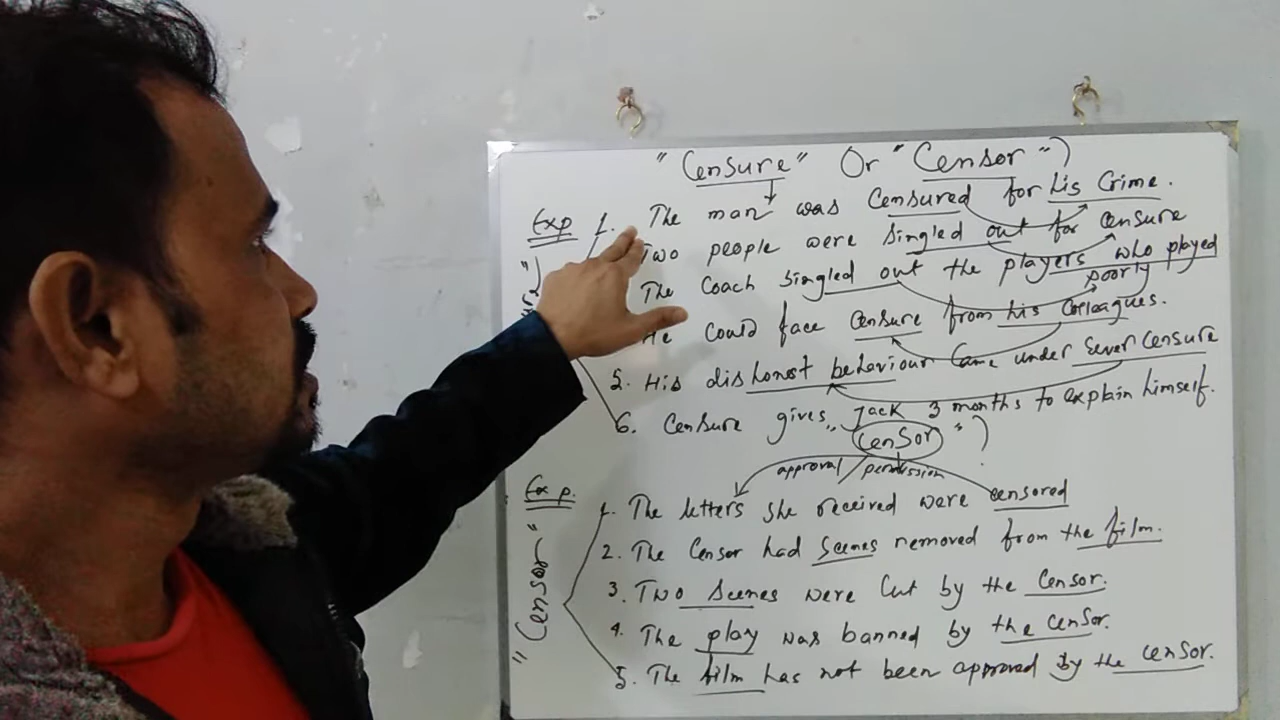 "Censure" Or "Censor")
Exp 1. The man was Censured for his Crime.
Two people were singled out for censure
The Coach singled out the players who played
poorly
He could face censure from his colleagues.
5. His dishonest behaviour Came under sever censure
6. Censure gives Jack 3 months to explain himself.
"Censor")
approval / permission
Exp. 1. The letters she received were censored
2. The Censor had scenes removed from the film.
3. Two scenes were Cut by the Censor.
4. The play was banned by the censor.
5. The film has not been approved by the censor.
"Censor"